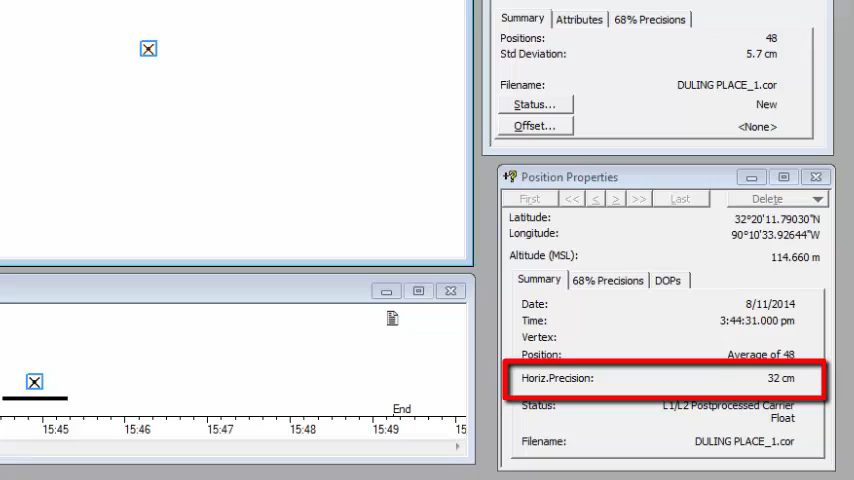 Summary Attributes 68% Precisions
Positions: 48
Std Deviation: 5.7 cm
Filename: DULING PLACE_1.cor
Status... New
Offset... <None>
Position Properties
First << < > >> Last Delete
Latitude: 32°20'11.79030"N
Longitude: 90°10'33.92644"W
Altitude (MSL): 114.660 m
Summary 68% Precisions DOPs
Date: 8/11/2014
Time: 3:44:31.000 pm
Vertex:
Position: Average of 48
Horiz.Precision: 32 cm
Status: L1/L2 Postprocessed Carrier
Float
Filename: DULING PLACE_1.cor
End
15:45 15:46 15:47 15:48 15:49 15